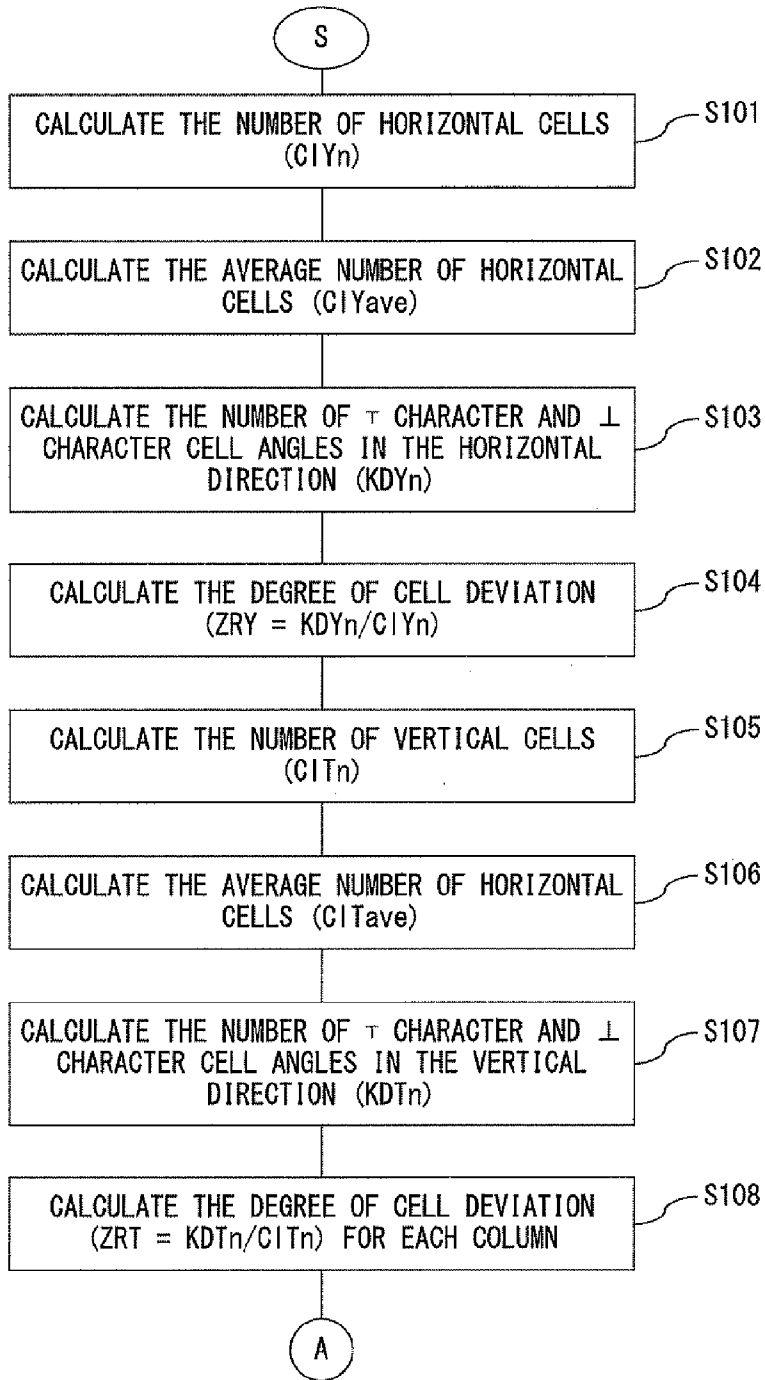 S
CALCULATE THE NUMBER OF HORIZONTAL CELLS
(ClYn)
S101
CALCULATE THE AVERAGE NUMBER OF HORIZONTAL
CELLS (ClYave)
S102
CALCULATE THE NUMBER OF ┬ CHARACTER AND ┴
CHARACTER CELL ANGLES IN THE HORIZONTAL
DIRECTION (KDYn)
S103
CALCULATE THE DEGREE OF CELL DEVIATION
(ZRY = KDYn/ClYn)
S104
CALCULATE THE NUMBER OF VERTICAL CELLS
(ClTn)
S105
CALCULATE THE AVERAGE NUMBER OF HORIZONTAL
CELLS (ClTave)
S106
CALCULATE THE NUMBER OF ┬ CHARACTER AND ┴
CHARACTER CELL ANGLES IN THE VERTICAL
DIRECTION (KDTn)
S107
CALCULATE THE DEGREE OF CELL DEVIATION
(ZRT = KDTn/ClTn) FOR EACH COLUMN
S108
A